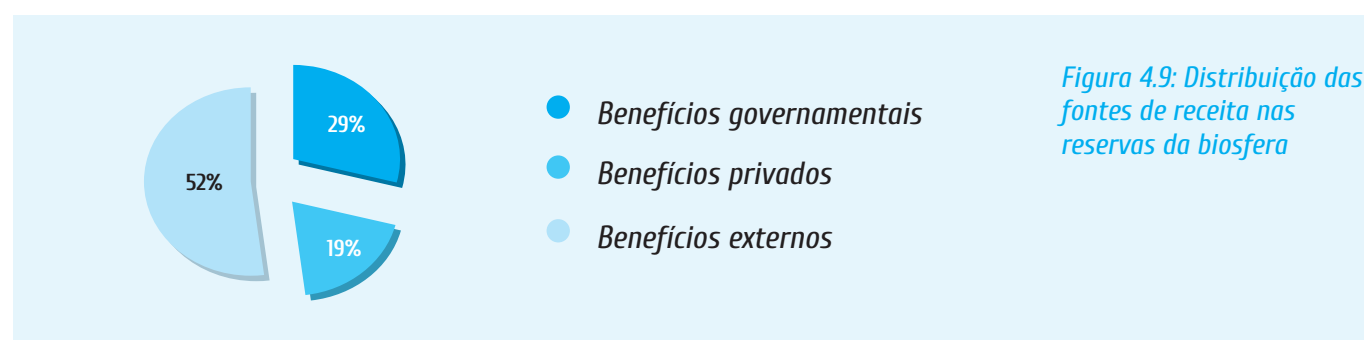 29%
52%
19%
Benefícios governamentais
Benefícios privados
Benefícios externos
Figura 4.9: Distribuição das
fontes de receita nas
reservas da biosfera